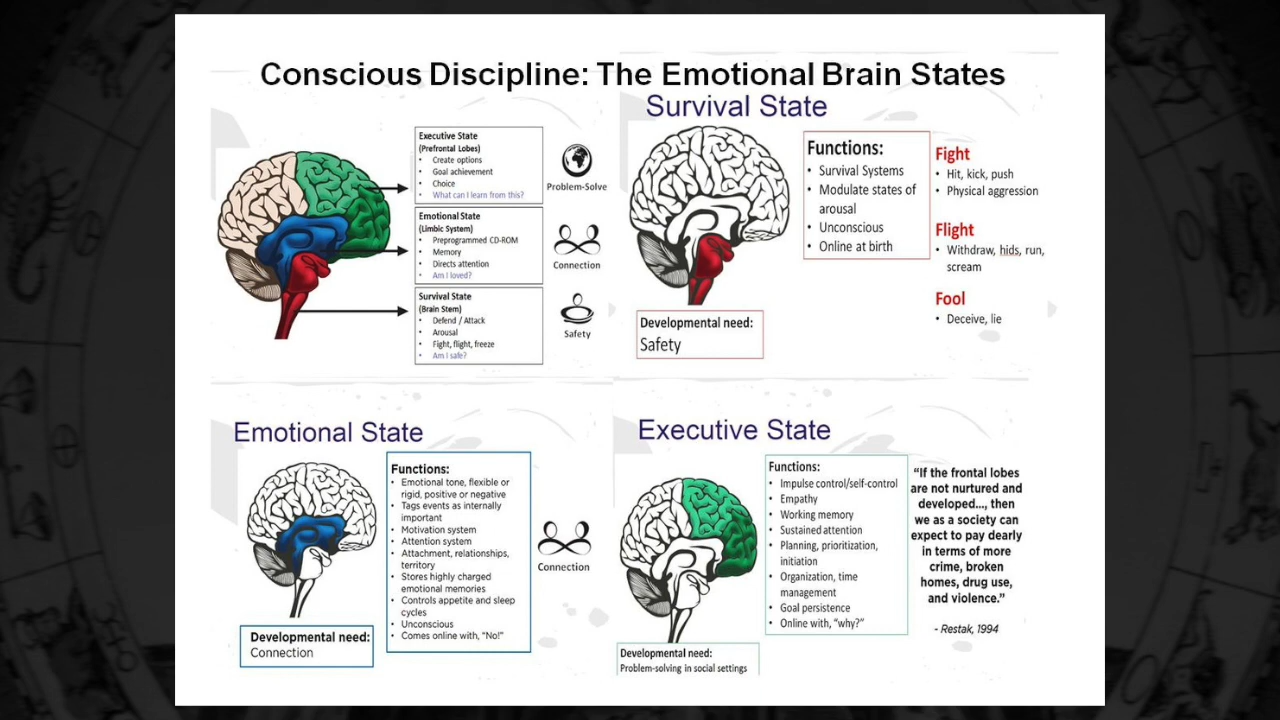 Conscious Discipline: The Emotional Brain States
Executive State
(Prefrontal Lobes)
• Create options
• Goal achievement
• Choice
• What can I learn from this?
Problem-Solve
Emotional State
(Limbic System)
• Preprogrammed CD-ROM
• Memory
• Directs attention
• Am I loved?
Connection
Survival State
(Brain Stem)
• Defend / Attack
• Arousal
• Fight, flight, freeze
• Am I safe?
Safety
Survival State
Functions:
• Survival Systems
• Modulate states of
arousal
• Unconscious
• Online at birth
Fight
• Hit, kick, push
• Physical aggression
Flight
• Withdraw, hids, run,
scream
Fool
• Deceive, lie
Developmental need:
Safety
Emotional State
Functions:
• Emotional tone, flexible or
rigid, positive or negative
• Tags events as internally
important
• Motivation system
• Attention system
• Attachment, relationships,
territory
• Stores highly charged
emotional memories
• Controls appetite and sleep
cycles
• Unconscious
• Comes online with, "No!"
Connection
Developmental need:
Connection
Executive State
Functions:
• Impulse control/self-control
• Empathy
• Working memory
• Sustained attention
• Planning, prioritization,
initiation
• Organization, time
management
• Goal persistence
• Online with, "why?"
Developmental need:
Problem-solving in social settings
“If the frontal lobes
are not nurtured and
developed…, then
we as a society can
expect to pay dearly
in terms of more
crime, broken
homes, drug use,
and violence.”
- Restak, 1994